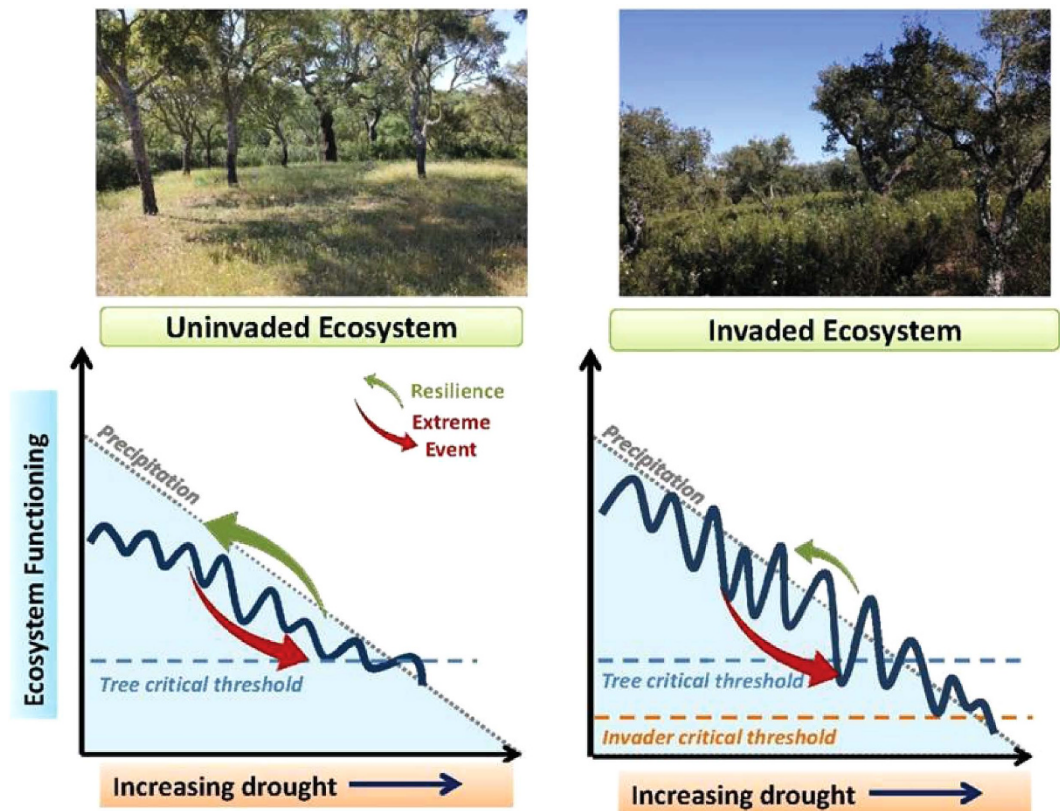 Uninvaded Ecosystem
Invaded Ecosystem
Ecosystem Functioning
Resilience
Extreme
Event
Precipitation
Tree critical threshold
Increasing drought
Precipitation
Tree critical threshold
Invader critical threshold
Increasing drought